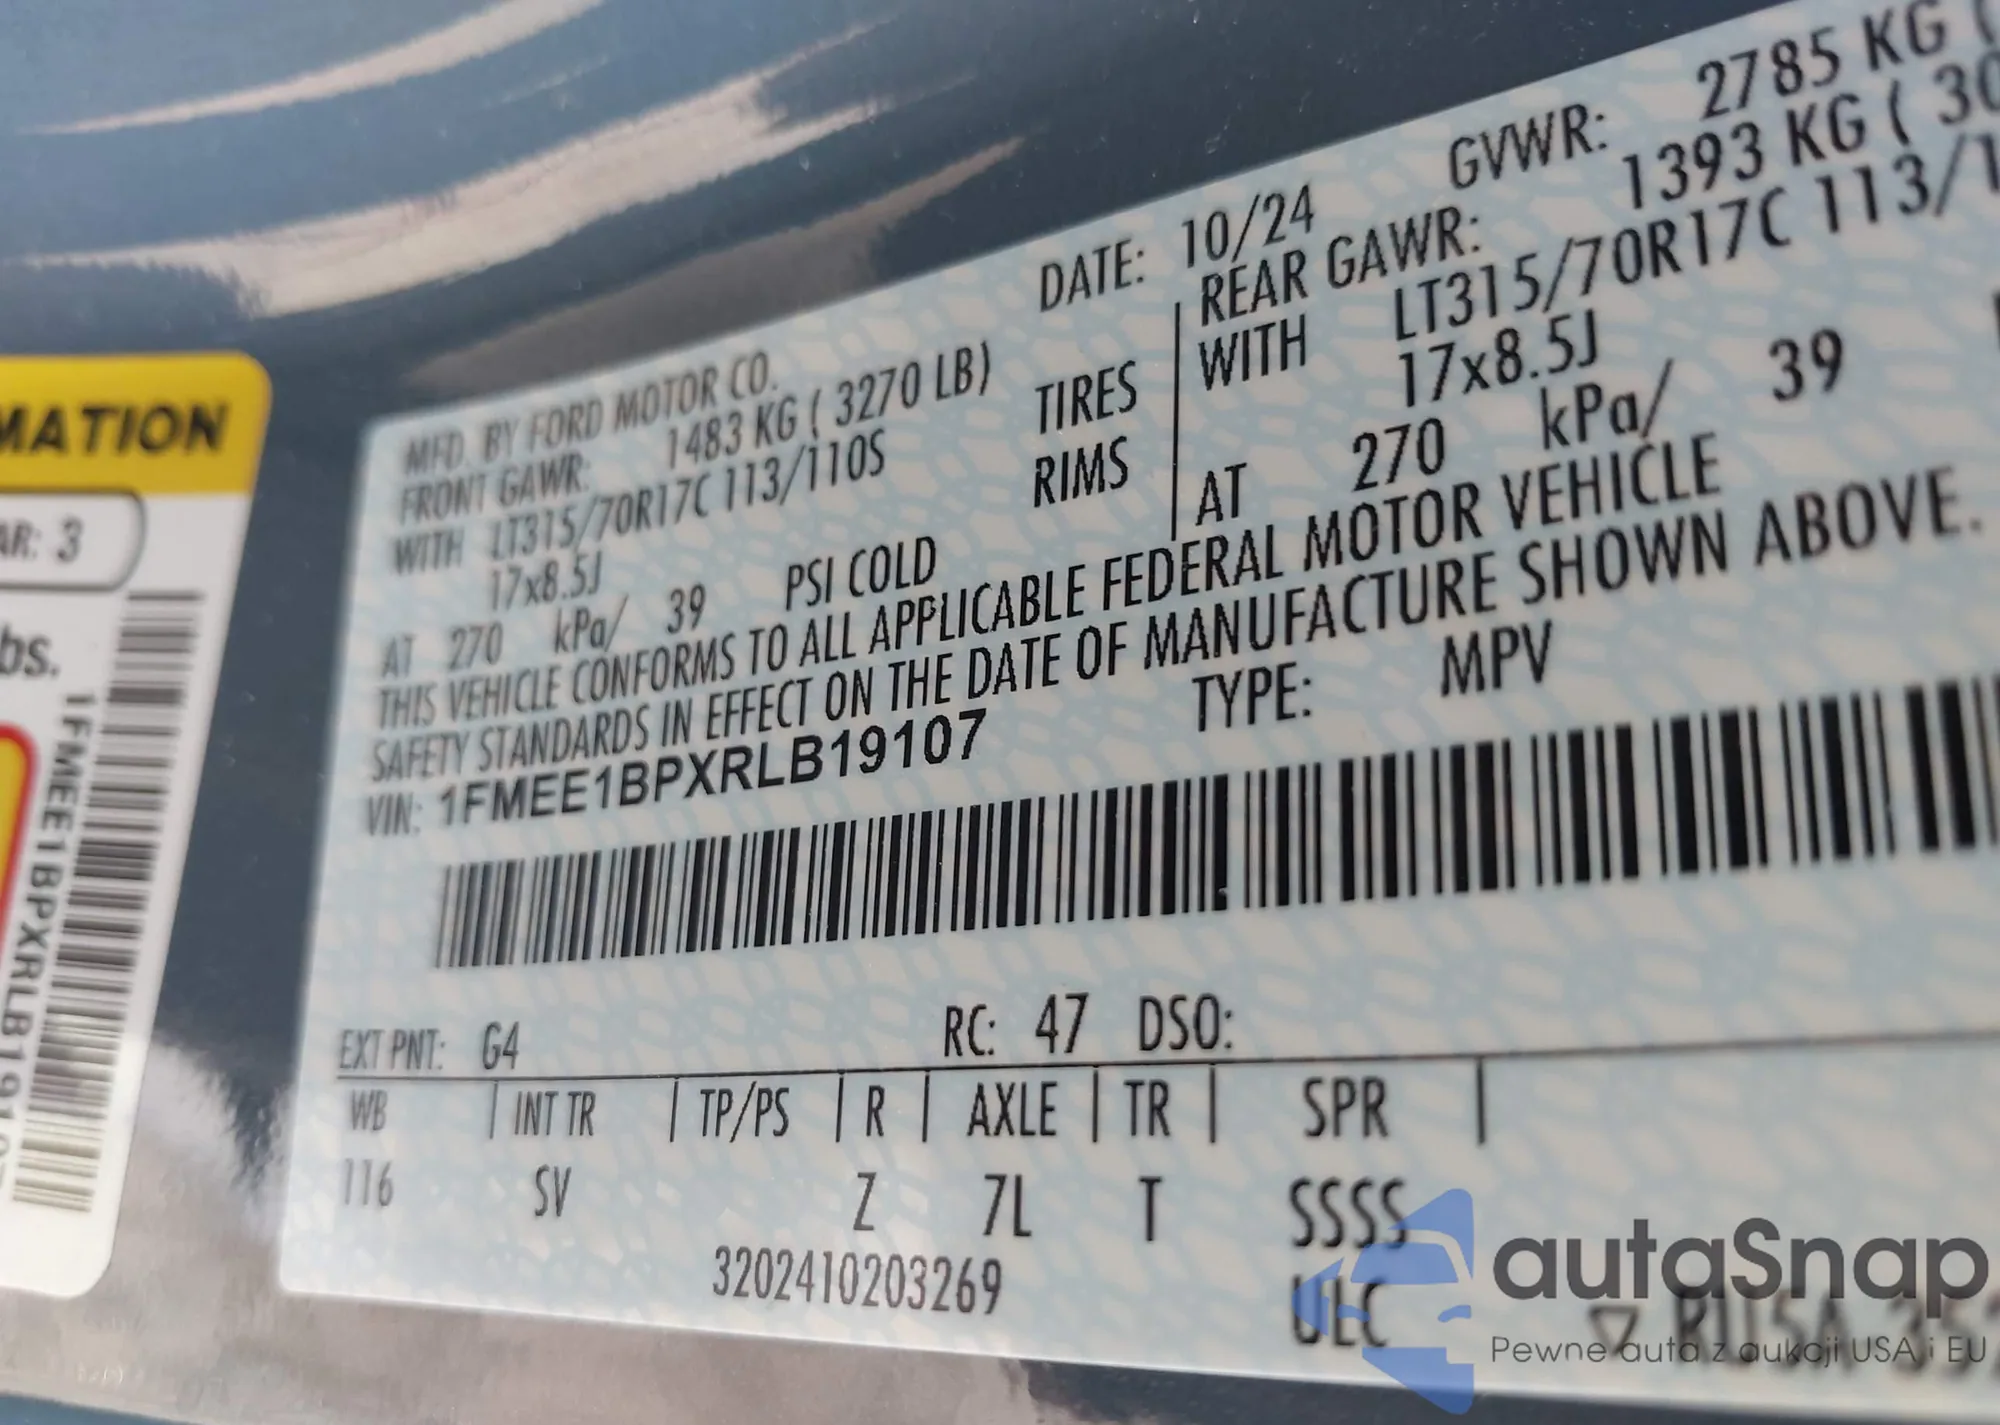 MATION
AR: 3
bs.
1FMEE1BPXRLB1910
MFD. BY FORD MOTOR CO.
DATE: 10/24
GVWR: 2785 KG (
FRONT GAWR: 1483 KG ( 3270 LB)
REAR GAWR: 1393 KG ( 30
WITH LT315/70R17C 113/110S
TIRES
WITH LT315/70R17C 113/1
17x8.5J
RIMS
17x8.5J
AT 270 kPa/ 39 PSI COLD
AT 270 kPa/ 39
THIS VEHICLE CONFORMS TO ALL APPLICABLE FEDERAL MOTOR VEHICLE
SAFETY STANDARDS IN EFFECT ON THE DATE OF MANUFACTURE SHOWN ABOVE.
VIN: 1FMEE1BPXRLB19107
TYPE: MPV
EXT PNT: G4
RC: 47 DSO:
WB | INT TR | TP/PS | R | AXLE | TR | SPR |
116 SV Z 7L T SSSS
3202410203269
ULC
autaSnap
Pewne auta z aukcji USA i EU